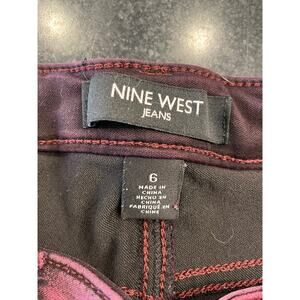 NINE WEST
JEANS
6
MADE IN
CHINA
HECHO EN
CHINA
FABRIQUÉ EN
CHINE